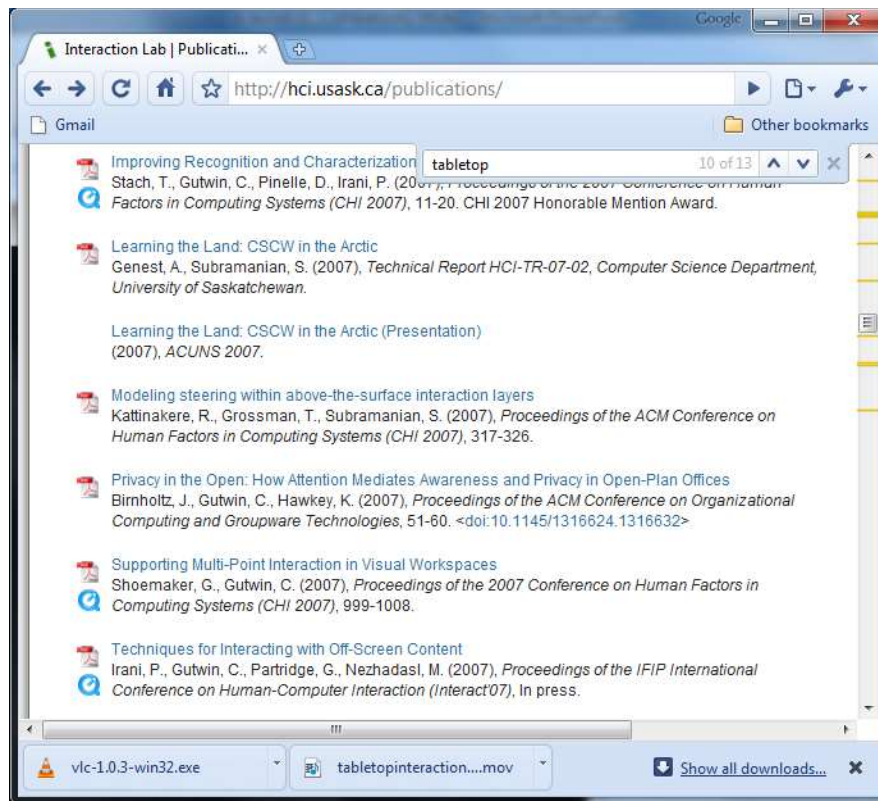 Google
Interaction Lab | Publicati...
http://hci.usask.ca/publications/
Gmail
Other bookmarks
tabletop 10 of 13
Improving Recognition and Characterization
Stach, T., Gutwin, C., Pinelle, D., Irani, P. (2007), Proceedings of the 2007 Conference on Human
Factors in Computing Systems (CHI 2007), 11-20. CHI 2007 Honorable Mention Award.
Learning the Land: CSCW in the Arctic
Genest, A., Subramanian, S. (2007), Technical Report HCI-TR-07-02, Computer Science Department,
University of Saskatchewan.
Learning the Land: CSCW in the Arctic (Presentation)
(2007), ACUNS 2007.
Modeling steering within above-the-surface interaction layers
Kattinakere, R., Grossman, T., Subramanian, S. (2007), Proceedings of the ACM Conference on
Human Factors in Computing Systems (CHI 2007), 317-326.
Privacy in the Open: How Attention Mediates Awareness and Privacy in Open-Plan Offices
Birnholtz, J., Gutwin, C., Hawkey, K. (2007), Proceedings of the ACM Conference on Organizational
Computing and Groupware Technologies, 51-60. <doi:10.1145/1316624.1316632>
Supporting Multi-Point Interaction in Visual Workspaces
Shoemaker, G., Gutwin, C. (2007), Proceedings of the 2007 Conference on Human Factors in
Computing Systems (CHI 2007), 999-1008.
Techniques for Interacting with Off-Screen Content
Irani, P., Gutwin, C., Partridge, G., Nezhadasl, M. (2007), Proceedings of the IFIP International
Conference on Human-Computer Interaction (Interact'07), In press.
vlc-1.0.3-win32.exe
tabletopinteraction....mov
Show all downloads...